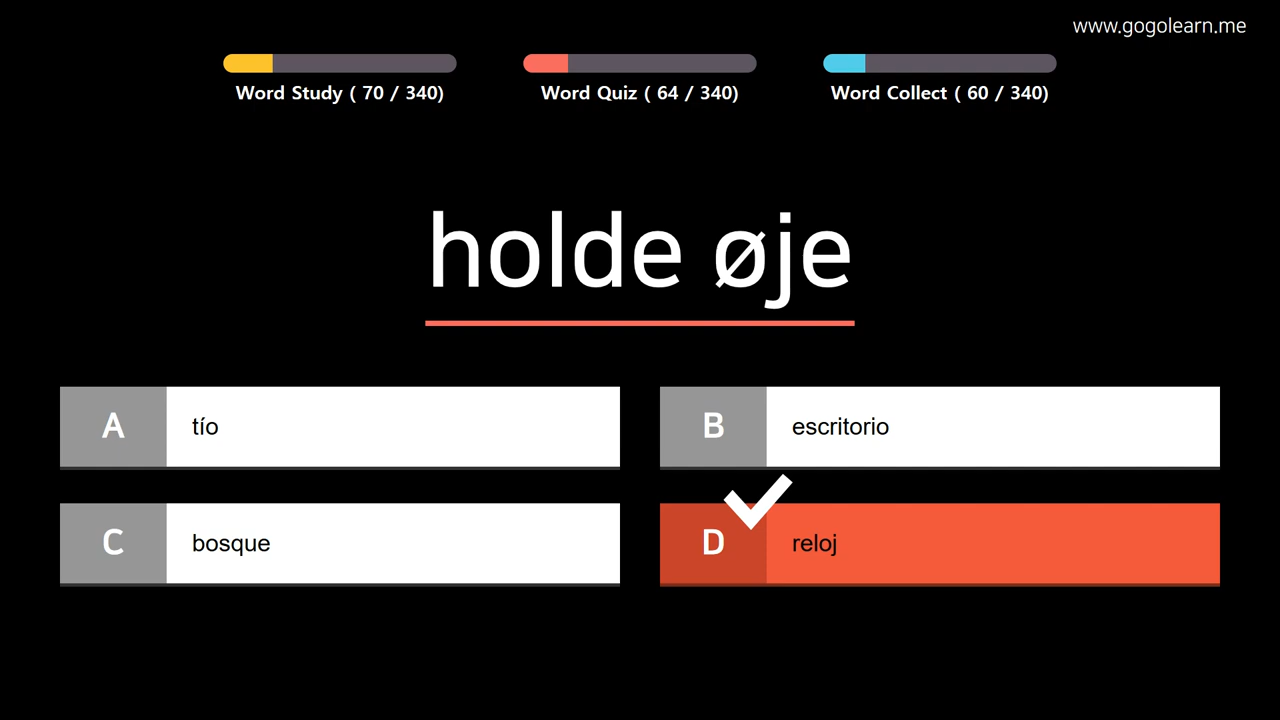 www.gogolearn.me
Word Study ( 70 / 340)
Word Quiz ( 64 / 340)
Word Collect ( 60 / 340)
holde øje
A tío
B escritorio
C bosque
D reloj